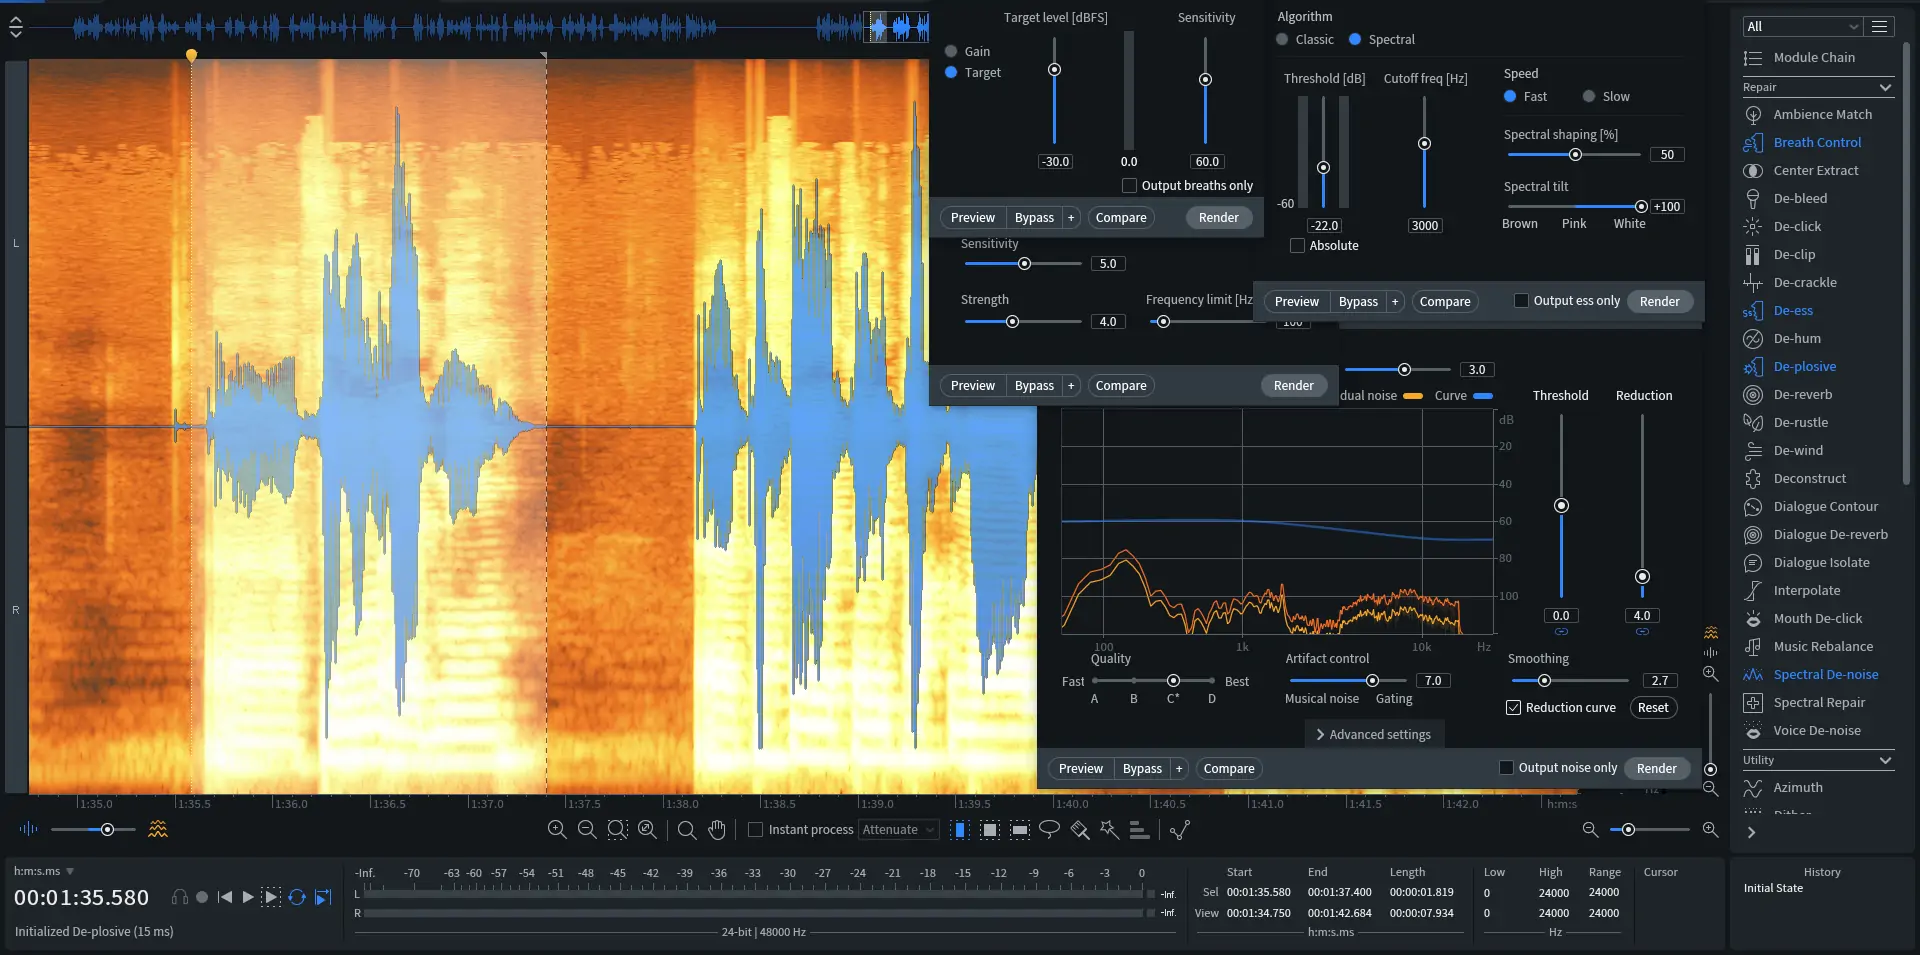 Target level [dBFS]
Sensitivity
Gain
Target
-30.0
0.0
60.0
Output breaths only
Preview
Bypass
+
Compare
Render
Algorithm
Classic
Spectral
Threshold [dB]
Cutoff freq [Hz]
-60
-22.0
3000
Absolute
Speed
Fast
Slow
Spectral shaping [%]
50
Spectral tilt
+100
Brown
Pink
White
Preview
Bypass
+
Compare
Output ess only
Render
Sensitivity
5.0
Strength
4.0
Frequency limit [Hz
100
Preview
Bypass
+
Compare
Render
3.0
dual noise
Curve
Threshold
Reduction
dB
-20
-40
-60
-80
-100
100
1k
10k
Hz
0.0
4.0
Quality
Fast
Best
A
B
C*
D
Artifact control
7.0
Musical noise
Gating
Smoothing
2.7
Reduction curve
Reset
Advanced settings
Preview
Bypass
+
Compare
Output noise only
Render
All
Module Chain
Repair
Ambience Match
Breath Control
Center Extract
De-bleed
De-click
De-clip
De-crackle
De-ess
De-hum
De-plosive
De-reverb
De-rustle
De-wind
Deconstruct
Dialogue Contour
Dialogue De-reverb
Dialogue Isolate
Interpolate
Mouth De-click
Music Rebalance
Spectral De-noise
Spectral Repair
Voice De-noise
Utility
Azimuth
L
R
1:35.0
1:35.5
1:36.0
1:36.5
1:37.0
1:37.5
1:38.0
1:38.5
1:39.0
1:39.5
1:40.0
1:40.5
1:41.0
1:41.5
1:42.0
h:m:s
Instant process
Attenuate
h:m:s.ms
00:01:35.580
Initialized De-plosive (15 ms)
-Inf. -70 -63 -60 -57 -54 -51 -48 -45 -42 -39 -36 -33 -30 -27 -24 -21 -18 -15 -12 -9 -6 -3 0
L
-Inf.
R
-Inf.
24-bit | 48000 Hz
Start End Length
Sel 00:01:35.580 00:01:37.400 00:00:01.819
View 00:01:34.750 00:01:42.684 00:00:07.934
h:m:s.ms
Low High Range
0 24000 24000
0 24000 24000
Hz
Cursor
History
Initial State